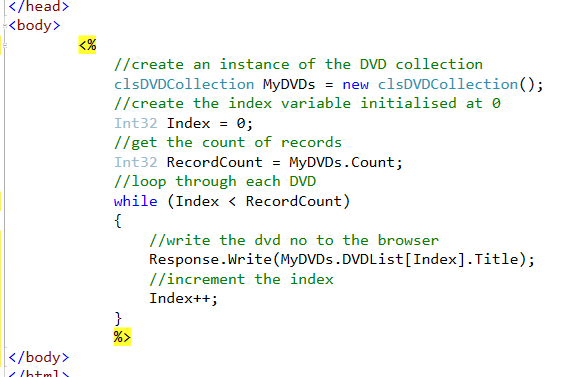 </head>
<body>
<%
//create an instance of the DVD collection
clsDVDCollection MyDVDs = new clsDVDCollection();
//create the index variable initialised at 0
Int32 Index = 0;
//get the count of records
Int32 RecordCount = MyDVDs.Count;
//loop through each DVD
while (Index < RecordCount)
{
//write the dvd no to the browser
Response.Write(MyDVDs.DVDList[Index].Title);
//increment the index
Index++;
}
%>
</body>
</html>